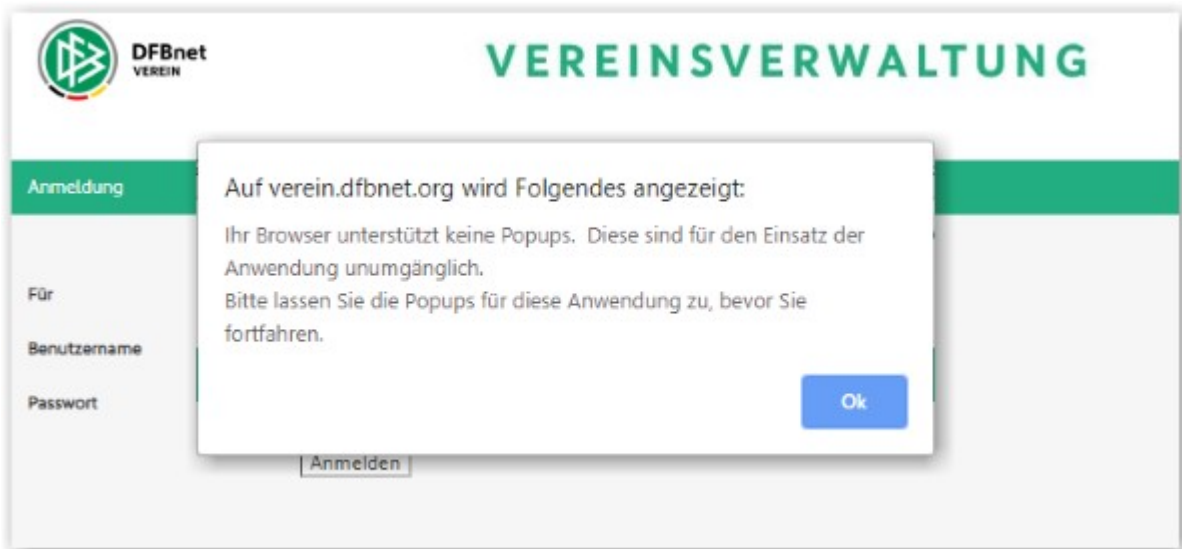 DFBnet
VEREIN
VEREINSVERWALTUNG
Anmeldung
Auf verein.dfbnet.org wird Folgendes angezeigt:
Ihr Browser unterstützt keine Popups. Diese sind für den Einsatz der
Anwendung unumgänglich.
Bitte lassen Sie die Popups für diese Anwendung zu, bevor Sie
fortfahren.
Ok
Für
Benutzername
Passwort
Anmelden